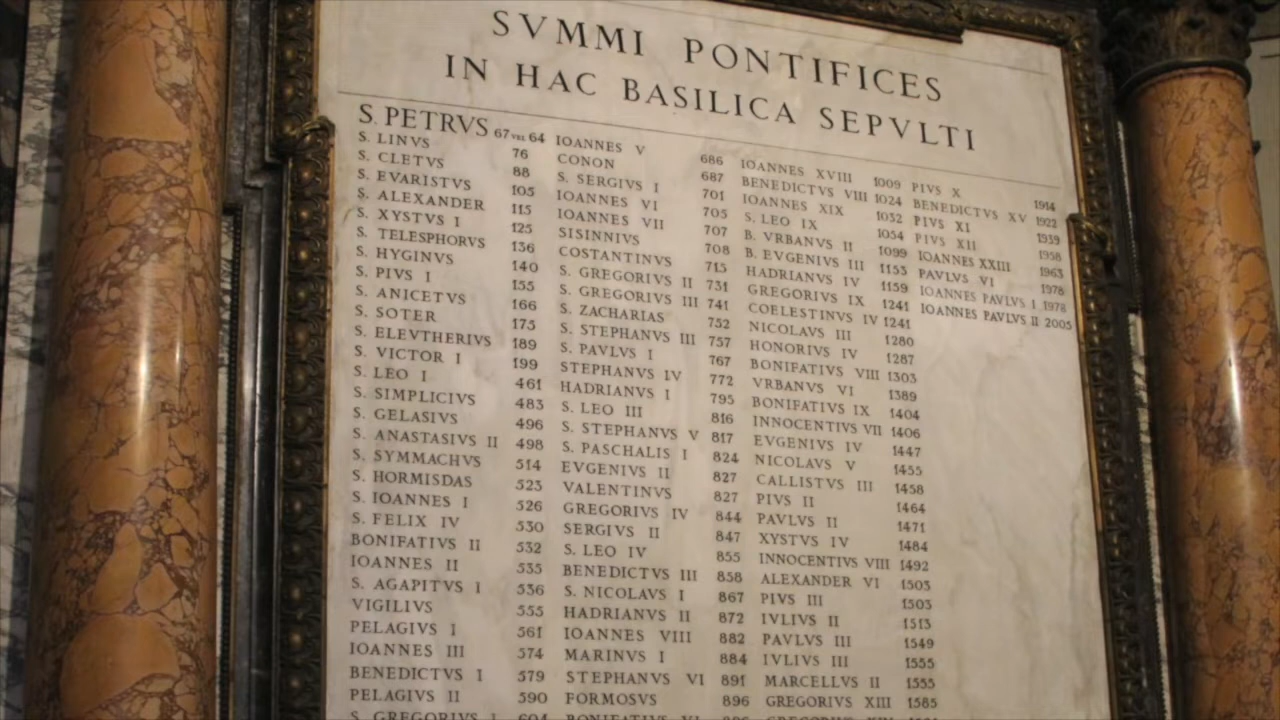 SVMMI PONTIFICES
IN HAC BASILICA SEPVLTI
S. PETRVS 67 VEL 64
S. LINVS 76
S. CLETVS 88
S. EVARISTVS 105
S. ALEXANDER 115
S. XYSTVS I 125
S. TELESPHORVS 136
S. HYGINVS 140
S. PIVS I 155
S. ANICETVS 166
S. SOTER 175
S. ELEVTHERIVS 189
S. VICTOR I 199
S. LEO I 461
S. SIMPLICIVS 483
S. GELASIVS 496
S. ANASTASIVS II 498
S. SYMMACHVS 514
S. HORMISDAS 523
S. IOANNES I 526
S. FELIX IV 530
BONIFATIVS II 532
IOANNES II 535
S. AGAPITVS I 536
VIGILIVS 555
PELAGIVS I 561
IOANNES III 574
BENEDICTVS I 579
PELAGIVS II 590
S. GREGORIVS I 604
IOANNES V 686
CONON 687
S. SERGIVS I 701
IOANNES VI 705
IOANNES VII 707
SISINNIVS 708
COSTANTINVS 715
S. GREGORIVS II 731
S. GREGORIVS III 741
S. ZACHARIAS 752
S. STEPHANVS III 757
S. PAVLVS I 767
STEPHANVS IV 772
HADRIANVS I 795
S. LEO III 816
S. STEPHANVS V 817
S. PASCHALIS I 824
EVGENIVS II 827
VALENTINVS 827
GREGORIVS IV 844
SERGIVS II 847
S. LEO IV 855
BENEDICTVS III 858
S. NICOLAVS I 867
HADRIANVS II 872
IOANNES VIII 882
MARINVS I 884
STEPHANVS VI 891
FORMOSVS 896
BONIFATIVS VI
IOANNES XVIII 1009
BENEDICTVS VIII 1024
IOANNES XIX 1032
S. LEO IX 1054
B. VRBANVS II 1099
B. EVGENIVS III 1153
HADRIANVS IV 1159
GREGORIVS IX 1241
COELESTINVS IV 1241
NICOLAVS III 1280
HONORIVS IV 1287
BONIFATIVS VIII 1303
VRBANVS VI 1389
BONIFATIVS IX 1404
INNOCENTIVS VII 1406
EVGENIVS IV 1447
NICOLAVS V 1455
CALLISTVS III 1458
PIVS II 1464
PAVLVS II 1471
XYSTVS IV 1484
INNOCENTIVS VIII 1492
ALEXANDER VI 1503
PIVS III 1503
IVLIVS II 1513
PAVLVS III 1549
IVLIVS III 1555
MARCELLVS II 1555
GREGORIVS XIII 1585
GREGORIVS
PIVS X 1914
BENEDICTVS XV 1922
PIVS XI 1939
PIVS XII 1958
IOANNES XXIII 1963
PAVLVS VI 1978
IOANNES PAVLVS I 1978
IOANNES PAVLVS II 2005